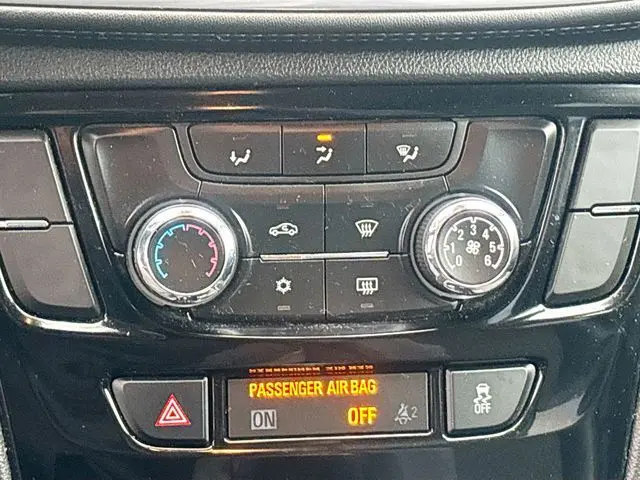 0 1 2 3 4 5 6
PASSENGER AIR BAG
ON OFF 2
OFF